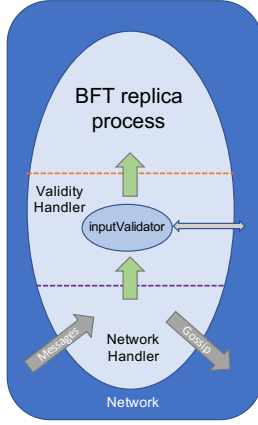 BFT replica
process
Validity
Handler
inputValidator
Messages
Network
Handler
Gossip
Network